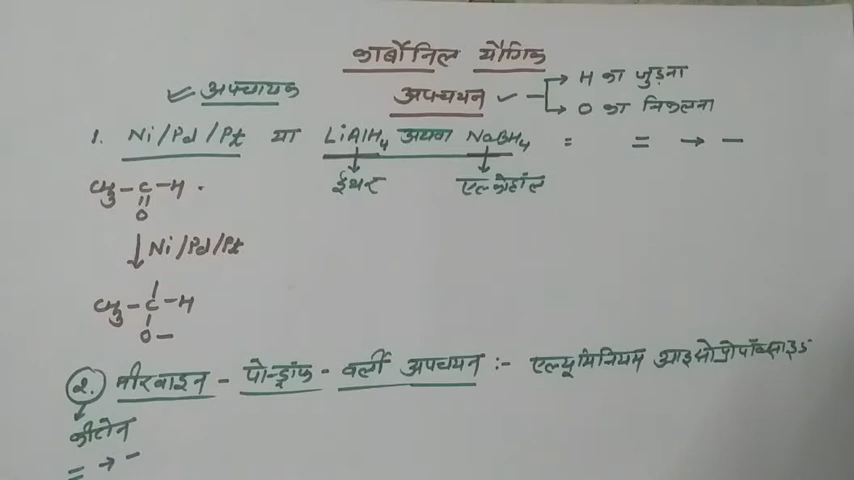 कार्बोनिल यौगिक
अपचायक
अपचयन → H का जुड़ना
→ O का निकलना
1. Ni/Pd/Pt या LiAlH4 अथवा NaBH4 = = → —
ईथर एल्कोहॉल
CH3-C-H
||
O
↓ Ni/Pd/Pt
CH3-C-H
O—
2. मीरवाइन - पोन्ड्रॉफ - वर्ली अपचयन :- एल्यूमिनियम आइसोप्रोपॉक्साइड
कीटोन
= → -